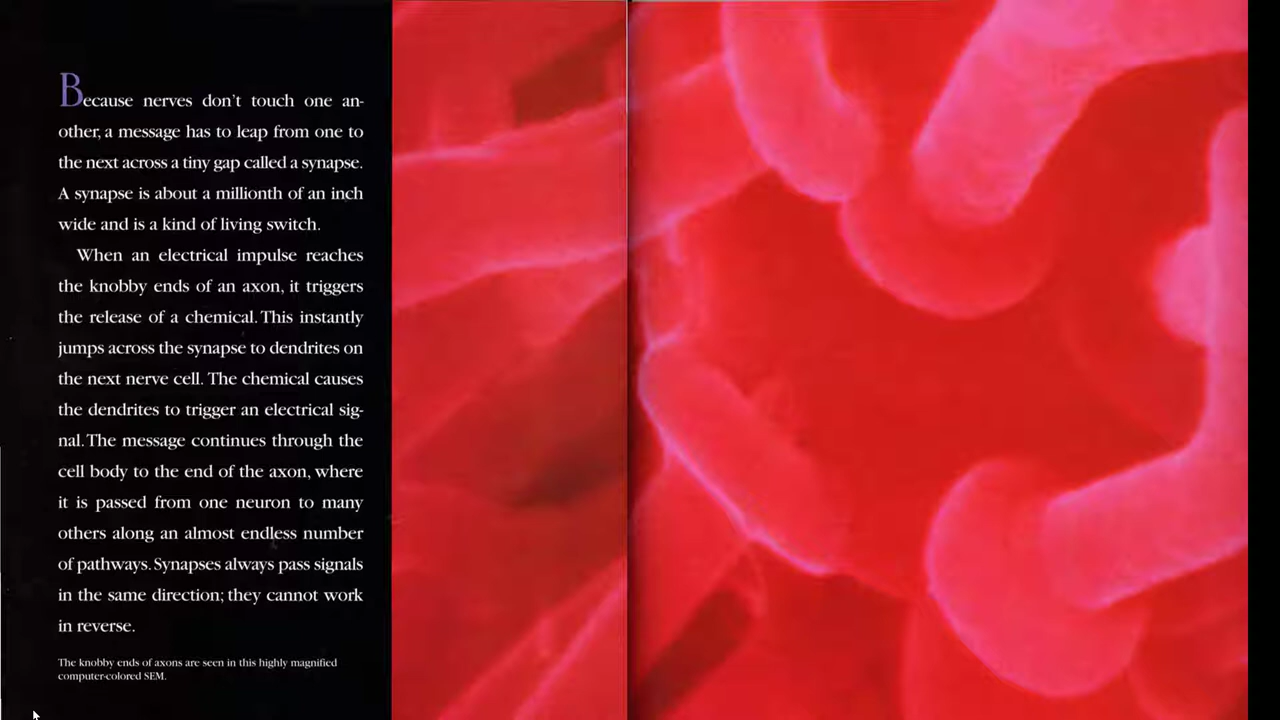 Because nerves don't touch one an-
other, a message has to leap from one to
the next across a tiny gap called a synapse.
A synapse is about a millionth of an inch
wide and is a kind of living switch.
When an electrical impulse reaches
the knobby ends of an axon, it triggers
the release of a chemical. This instantly
jumps across the synapse to dendrites on
the next nerve cell. The chemical causes
the dendrites to trigger an electrical sig-
nal. The message continues through the
cell body to the end of the axon, where
it is passed from one neuron to many
others along an almost endless number
of pathways. Synapses always pass signals
in the same direction; they cannot work
in reverse.
The knobby ends of axons are seen in this highly magnified
computer-colored SEM.